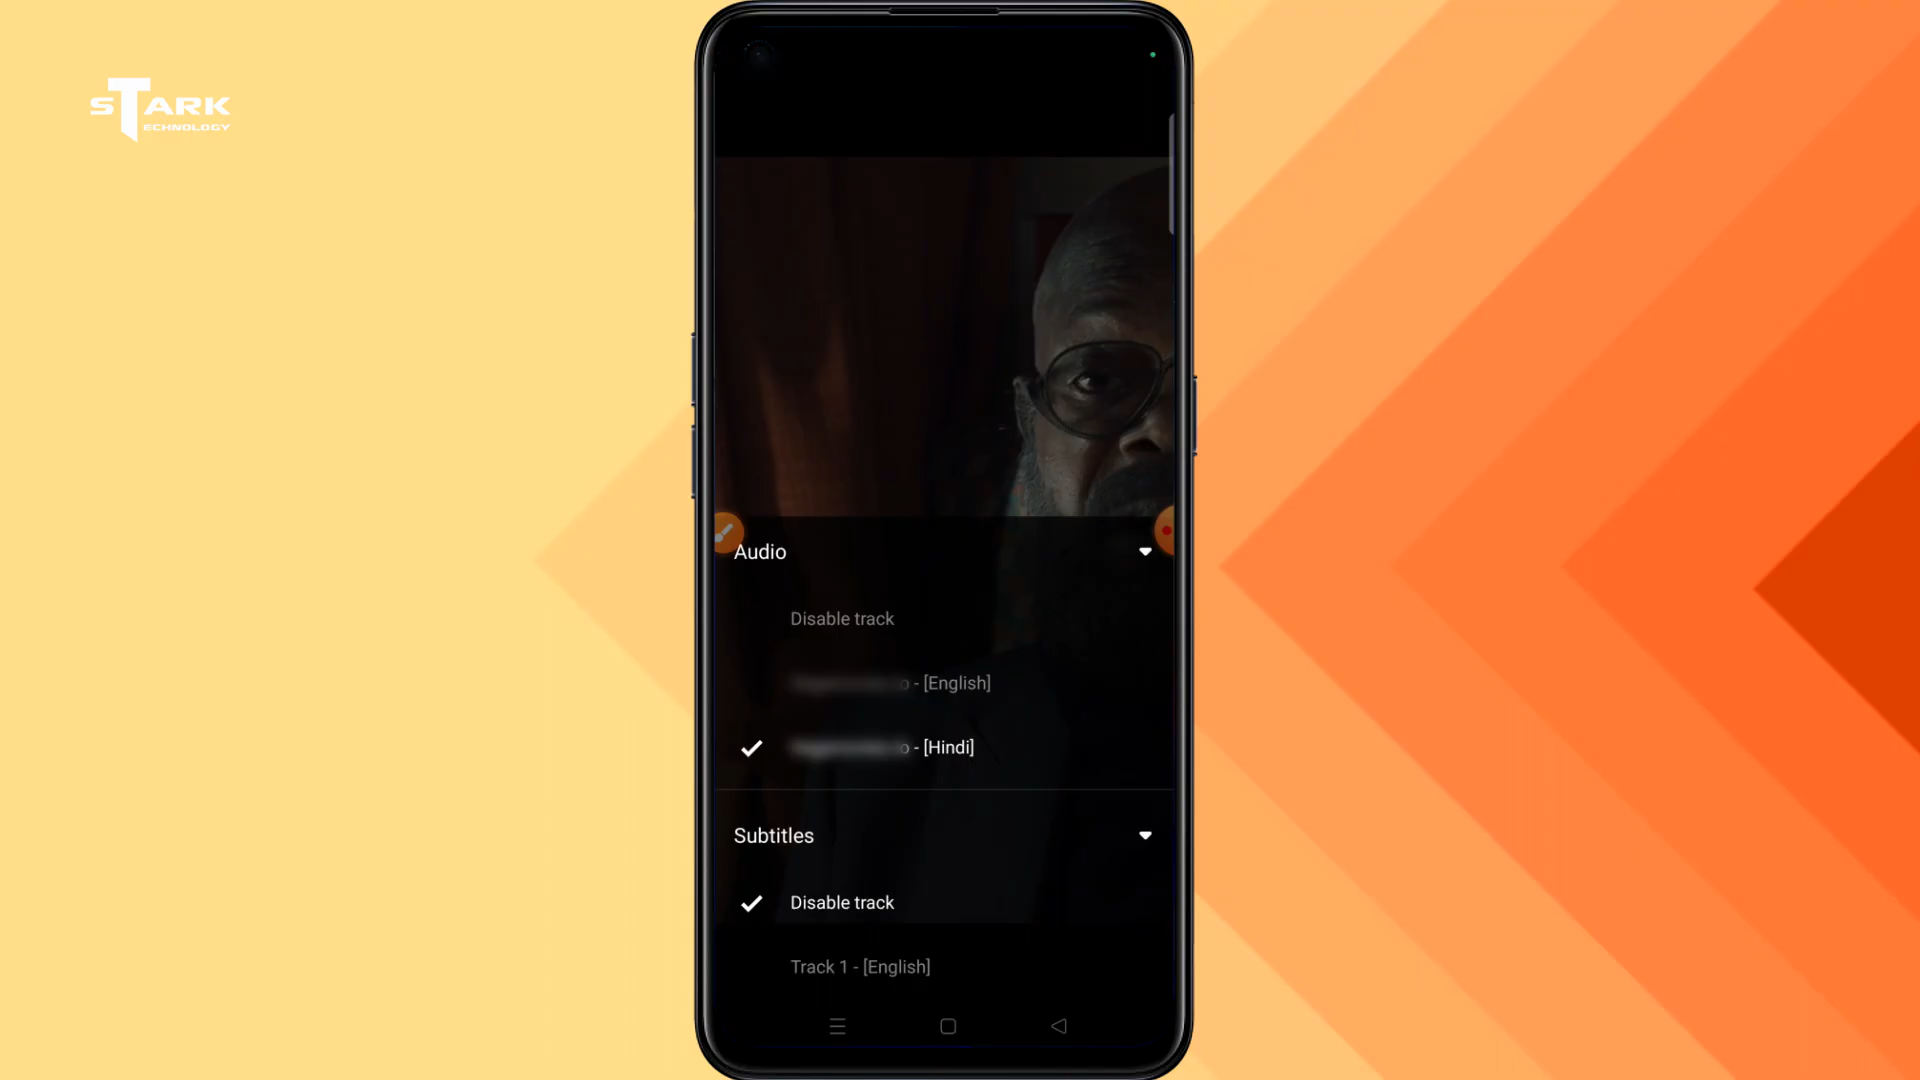 STARK
TECHNOLOGY
Audio
Disable track
- [English]
- [Hindi]
Subtitles
Disable track
Track 1 - [English]